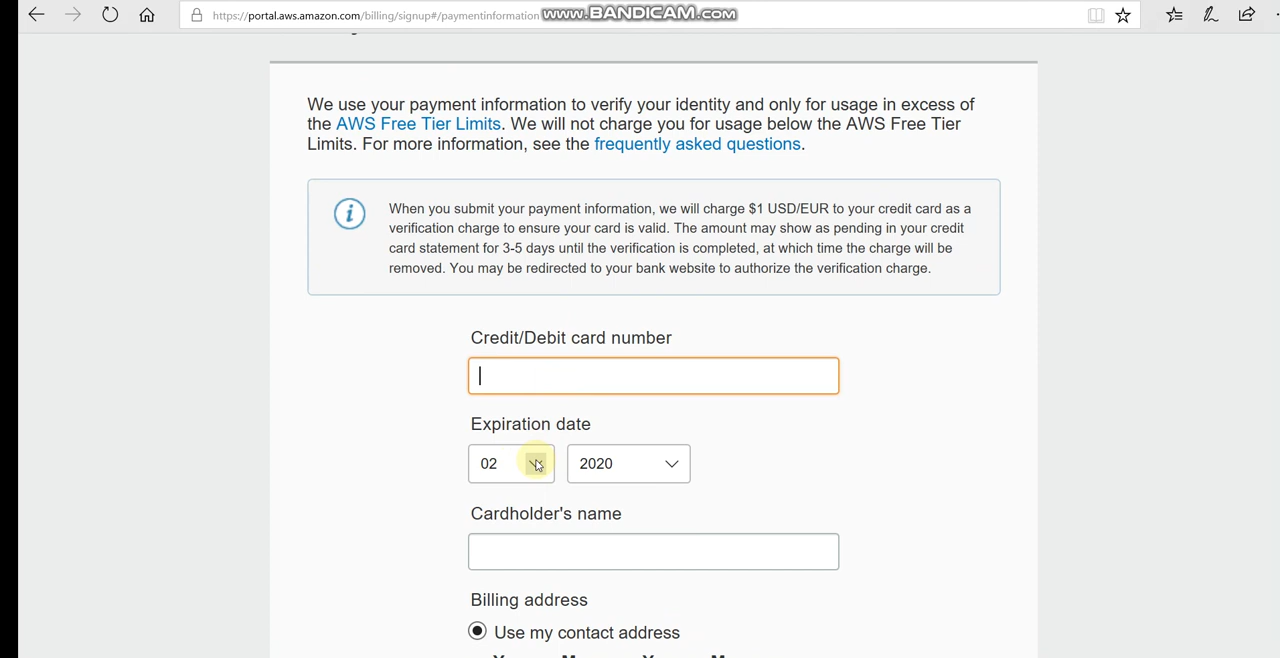 https://portal.aws.amazon.com/billing/signup#/paymentinformation
www.BANDICAM.com
We use your payment information to verify your identity and only for usage in excess of
the AWS Free Tier Limits. We will not charge you for usage below the AWS Free Tier
Limits. For more information, see the frequently asked questions.
When you submit your payment information, we will charge $1 USD/EUR to your credit card as a
verification charge to ensure your card is valid. The amount may show as pending in your credit
card statement for 3-5 days until the verification is completed, at which time the charge will be
removed. You may be redirected to your bank website to authorize the verification charge.
Credit/Debit card number
Expiration date
02
2020
Cardholder's name
Billing address
Use my contact address